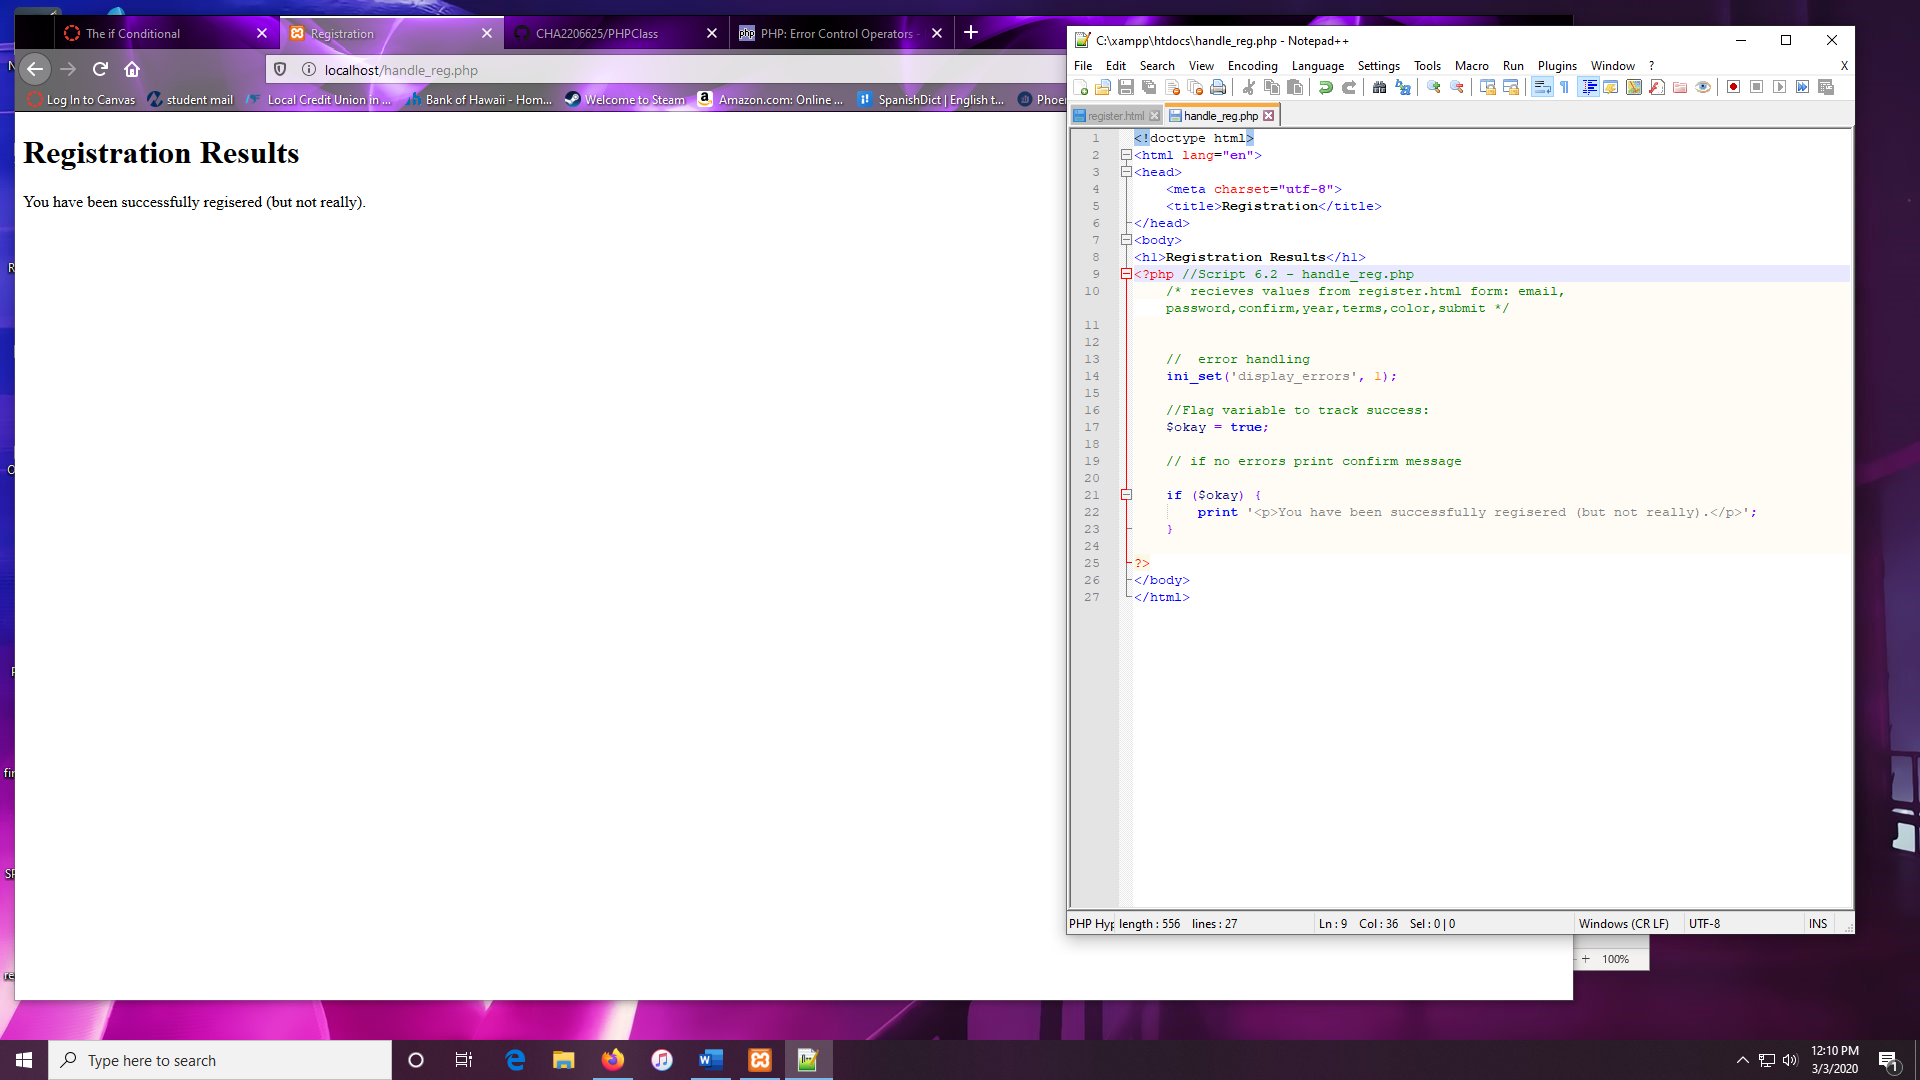 The if Conditional
Registration
CHA2206625/PHPClass
PHP: Error Control Operators -
localhost/handle_reg.php
Log In to Canvas
student mail
Local Credit Union in ...
Bank of Hawaii - Hom...
Welcome to Steam
Amazon.com: Online ...
SpanishDict | English t...
Phoe
Registration Results
You have been successfully regisered (but not really).
C:\xampp\htdocs\handle_reg.php - Notepad++
File Edit Search View Encoding Language Settings Tools Macro Run Plugins Window ? X
register.html
handle_reg.php
1 <!doctype html>
2 <html lang="en">
3 <head>
4 <meta charset="utf-8">
5 <title>Registration</title>
6 </head>
7 <body>
8 <h1>Registration Results</h1>
9 <?php //Script 6.2 - handle_reg.php
10 /* recieves values from register.html form: email,
password,confirm,year,terms,color,submit */
11
12
13 //  error handling
14 ini_set('display_errors', 1);
15
16 //Flag variable to track success:
17 $okay = true;
18
19 // if no errors print confirm message
20
21 if ($okay) {
22 print '<p>You have been successfully regisered (but not really).</p>';
23 }
24
25 ?>
26 </body>
27 </html>
PHP Hyp length : 556 lines : 27 Ln : 9 Col : 36 Sel : 0 | 0 Windows (CR LF) UTF-8 INS
+ 100%
Type here to search
12:10 PM
3/3/2020
1